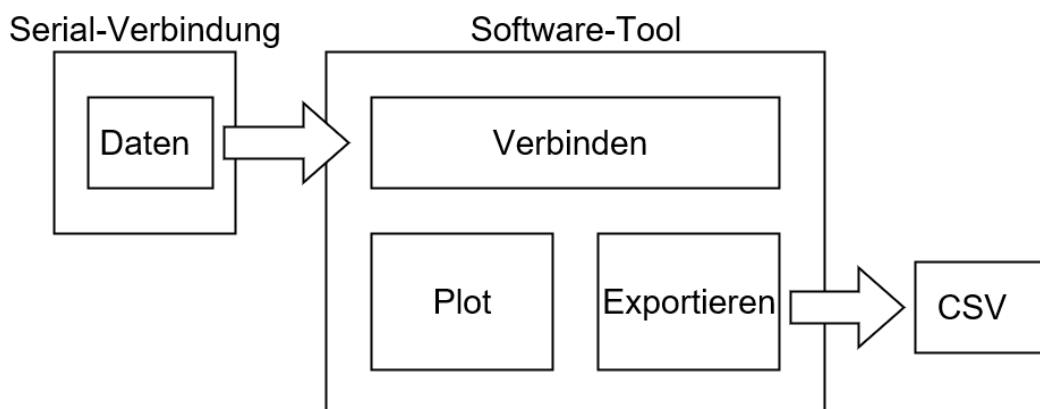 Serial-Verbindung
Software-Tool
Daten
Verbinden
Plot
Exportieren
CSV